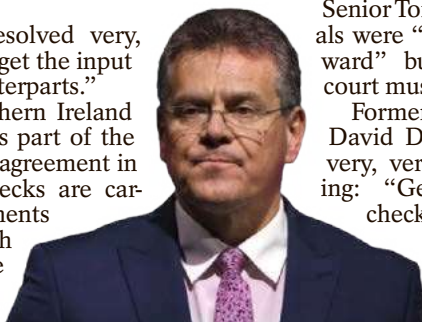 esolved very,
get the input
terparts.”
hern Ireland
s part of the
agreement in
ecks are car-
ments
h
e
Senior To
als were “
ward” bu
court mus
Former
David D
very, ver
ing: “Ge
check